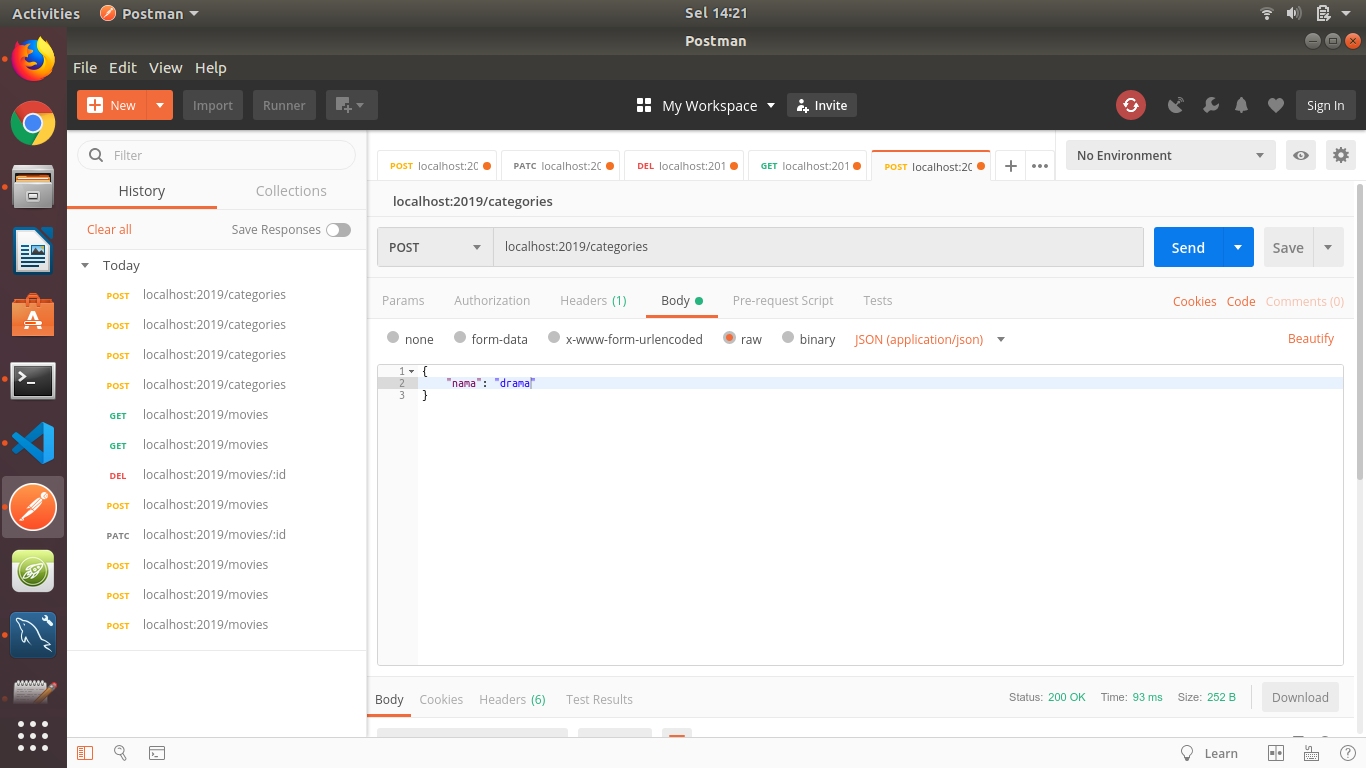 Activities Postman Sel 14:21
Postman
File Edit View Help
New Import Runner My Workspace Invite Sign In
Filter
History Collections
Clear all Save Responses
Today
POST localhost:2019/categories
POST localhost:2019/categories
POST localhost:2019/categories
POST localhost:2019/categories
GET localhost:2019/movies
GET localhost:2019/movies
DEL localhost:2019/movies/:id
POST localhost:2019/movies
PATC localhost:2019/movies/:id
POST localhost:2019/movies
POST localhost:2019/movies
POST localhost:2019/movies
POST localhost:20 PATC localhost:20 DEL localhost:201 GET localhost:201 POST localhost:20 No Environment
localhost:2019/categories
POST localhost:2019/categories Send Save
Params Authorization Headers (1) Body Pre-request Script Tests Cookies Code Comments (0)
none form-data x-www-form-urlencoded raw binary JSON (application/json) Beautify
1 {
2 "nama": "drama"
3 }
Body Cookies Headers (6) Test Results Status: 200 OK Time: 93 ms Size: 252 B Download
Learn